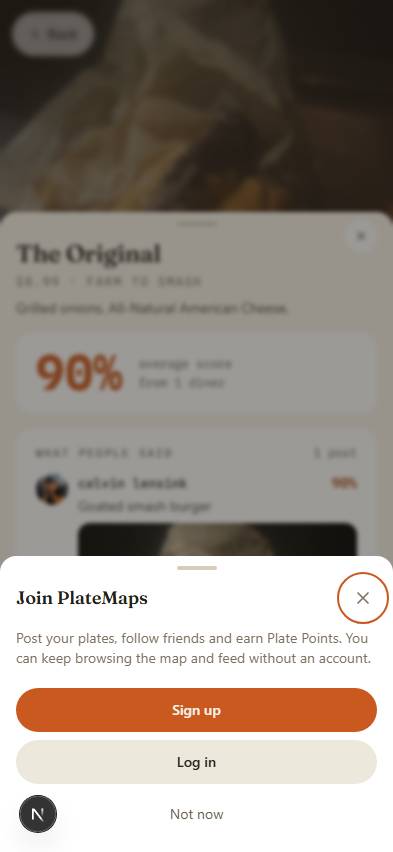 Back
The Original
$8.99 · FARM TO SMASH
Grilled onions, All-Natural American Cheese.
90%
average score
from 1 diner
WHAT PEOPLE SAID
1 post
calvin lensink
90%
Goated smash burger
Join PlateMaps
Post your plates, follow friends and earn Plate Points. You
can keep browsing the map and feed without an account.
Sign up
Log in
N
Not now